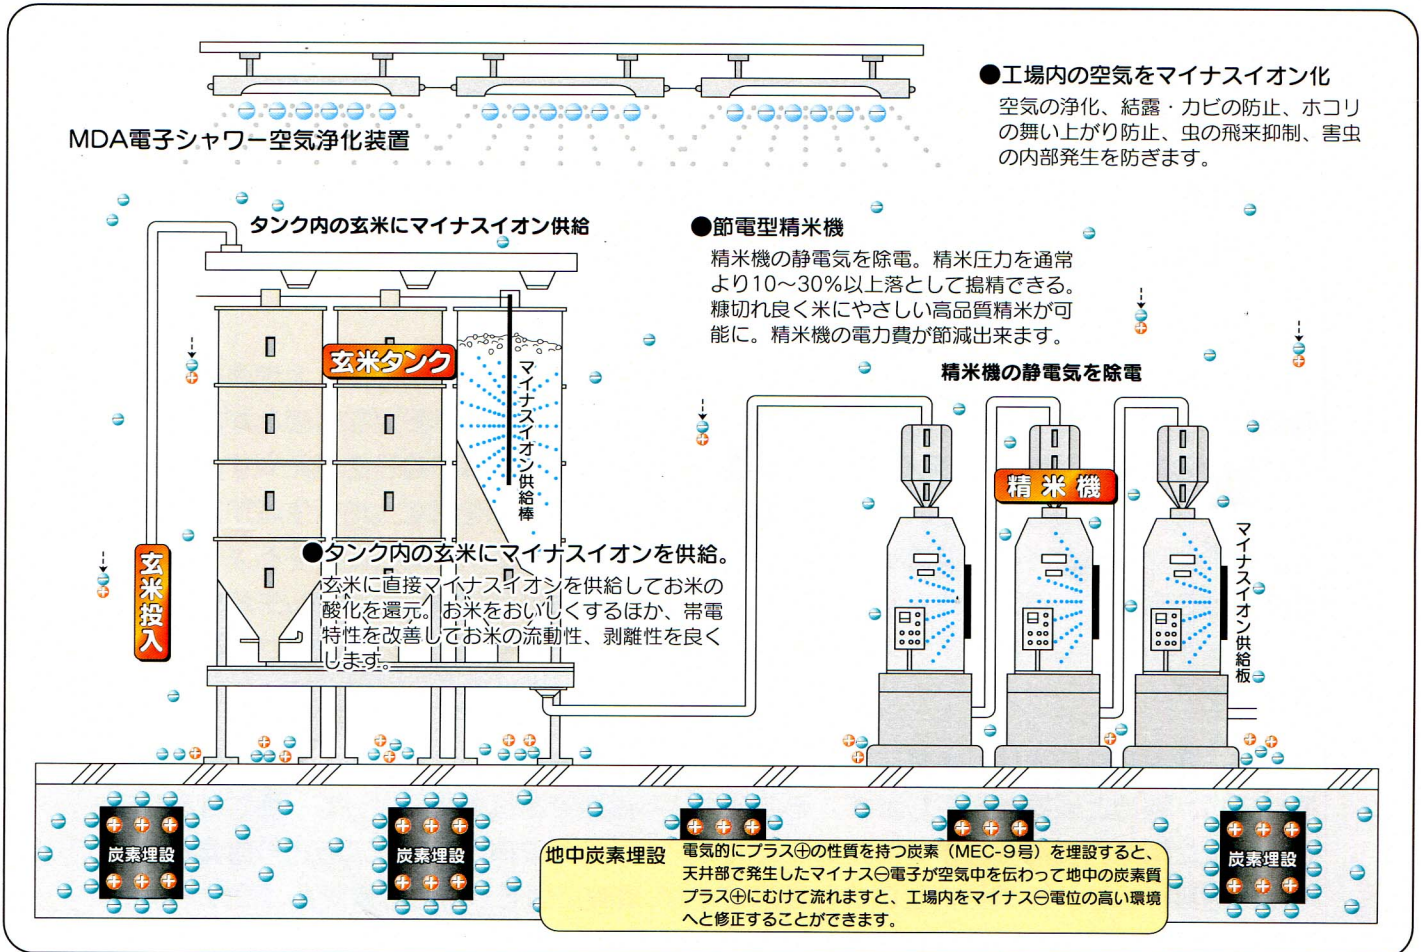 ●工場内の空気をマイナスイオン化
空気の浄化、結露・カビの防止、ホコリ
の舞い上がり防止、虫の飛来抑制、害虫
の内部発生を防ぎます。
MDA電子シャワー空気浄化装置
タンク内の玄米にマイナスイオン供給
●節電型精米機
精米機の静電気を除電。精米圧力を通常
より10〜30%以上落として搗精できる。
糠切れ良く米にやさしい高品質精米が可
能に。精米機の電力費が節減出来ます。
精米機の静電気を除電
玄米タンク
マイナスイオン供給棒
精米機
マイナスイオン供給板
玄米投入
●タンク内の玄米にマイナスイオンを供給。
玄米に直接マイナスイオンを供給してお米の
酸化を還元。お米をおいしくするほか、帯電
特性を改善してお米の流動性、剥離性を良く
します。
炭素埋設
炭素埋設
炭素埋設
地中炭素埋設
電気的にプラス⊕の性質を持つ炭素（MEC-9号）を埋設すると、
天井部で発生したマイナス⊖電子が空気中を伝わって地中の炭素質
プラス⊕にむけて流れますと、工場内をマイナス⊖電位の高い環境
へと修正することができます。